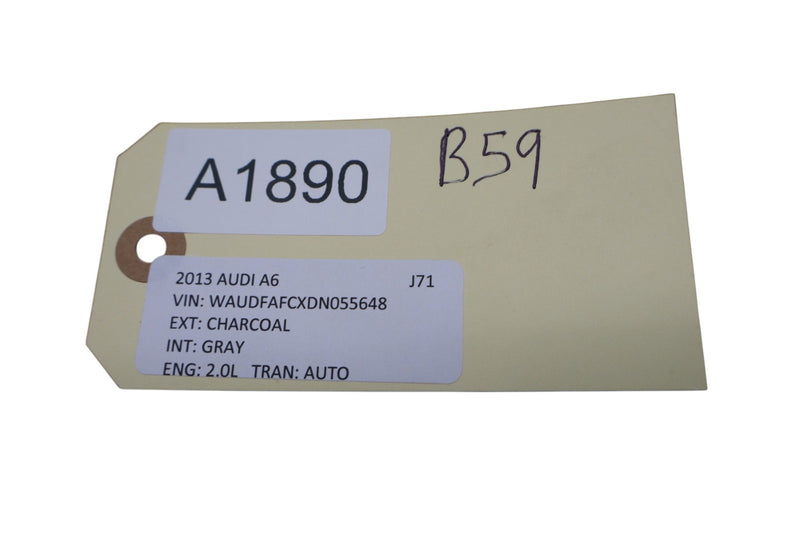 A1890
B59
2013 AUDI A6 J71
VIN: WAUDFAFCXDN055648
EXT: CHARCOAL
INT: GRAY
ENG: 2.0L TRAN: AUTO